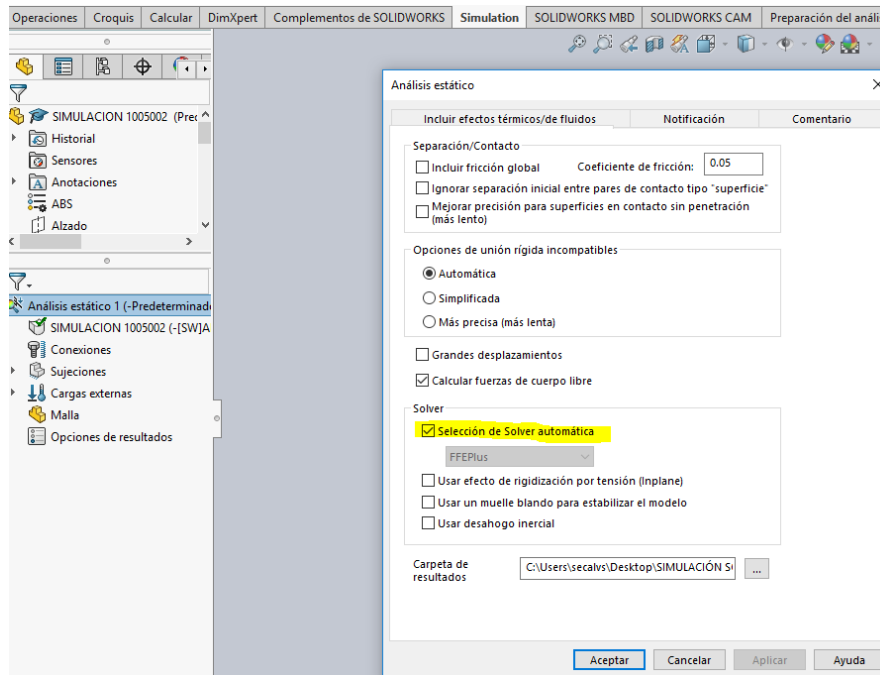 Operaciones Croquis Calcular DimXpert Complementos de SOLIDWORKS Simulation SOLIDWORKS MBD SOLIDWORKS CAM Preparación del análi
SIMULACION 1005002 (Prec
Historial
Sensores
Anotaciones
ABS
Alzado
Análisis estático 1 (-Predeterminad
SIMULACION 1005002 (-[SW]A
Conexiones
Sujeciones
Cargas externas
Malla
Opciones de resultados
Análisis estático
Incluir efectos térmicos/de fluidos Notificación Comentario
Separación/Contacto
Incluir fricción global Coeficiente de fricción: 0.05
Ignorar separación inicial entre pares de contacto tipo "superficie"
Mejorar precisión para superficies en contacto sin penetración
(más lento)
Opciones de unión rígida incompatibles
Automática
Simplificada
Más precisa (más lenta)
Grandes desplazamientos
Calcular fuerzas de cuerpo libre
Solver
Selección de Solver automática
FFEPlus
Usar efecto de rigidización por tensión (Inplane)
Usar un muelle blando para estabilizar el modelo
Usar desahogo inercial
Carpeta de
resultados
C:\Users\secalvs\Desktop\SIMULACIÓN S
...
Aceptar Cancelar Aplicar Ayuda